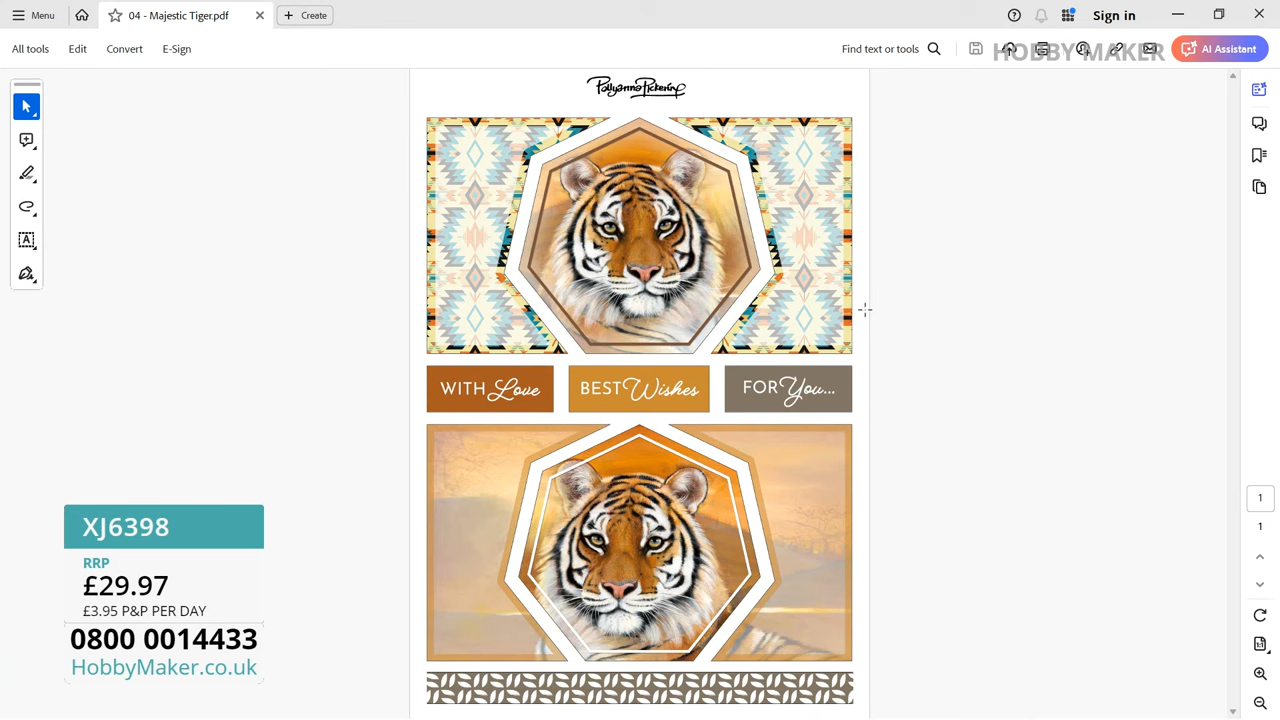 Menu
04 - Majestic Tiger.pdf
Create
Sign in
All tools
Edit
Convert
E-Sign
Find text or tools
HOBBY MAKER
AI Assistant
Pollyanna Pickering
WITH Love
BEST Wishes
FOR You...
XJ6398
RRP
£29.97
£3.95 P&P PER DAY
0800 0014433
HobbyMaker.co.uk
1
1